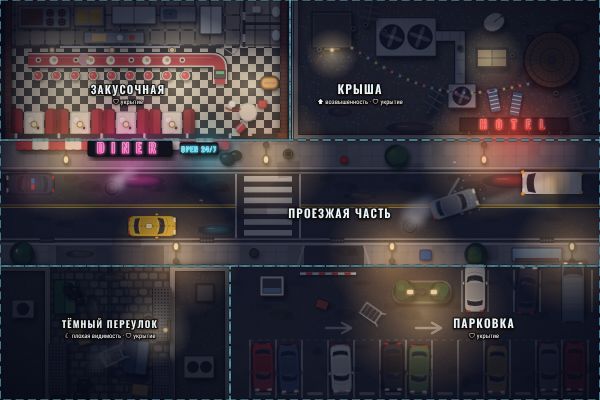 ЗАКУСОЧНАЯ
укрытие
КРЫША
возвышенность · укрытие
HOTEL
DINER
OPEN 24/7
ПРОЕЗЖАЯ ЧАСТЬ
ТЁМНЫЙ ПЕРЕУЛОК
плохая видимость · укрытие
ПАРКОВКА
укрытие